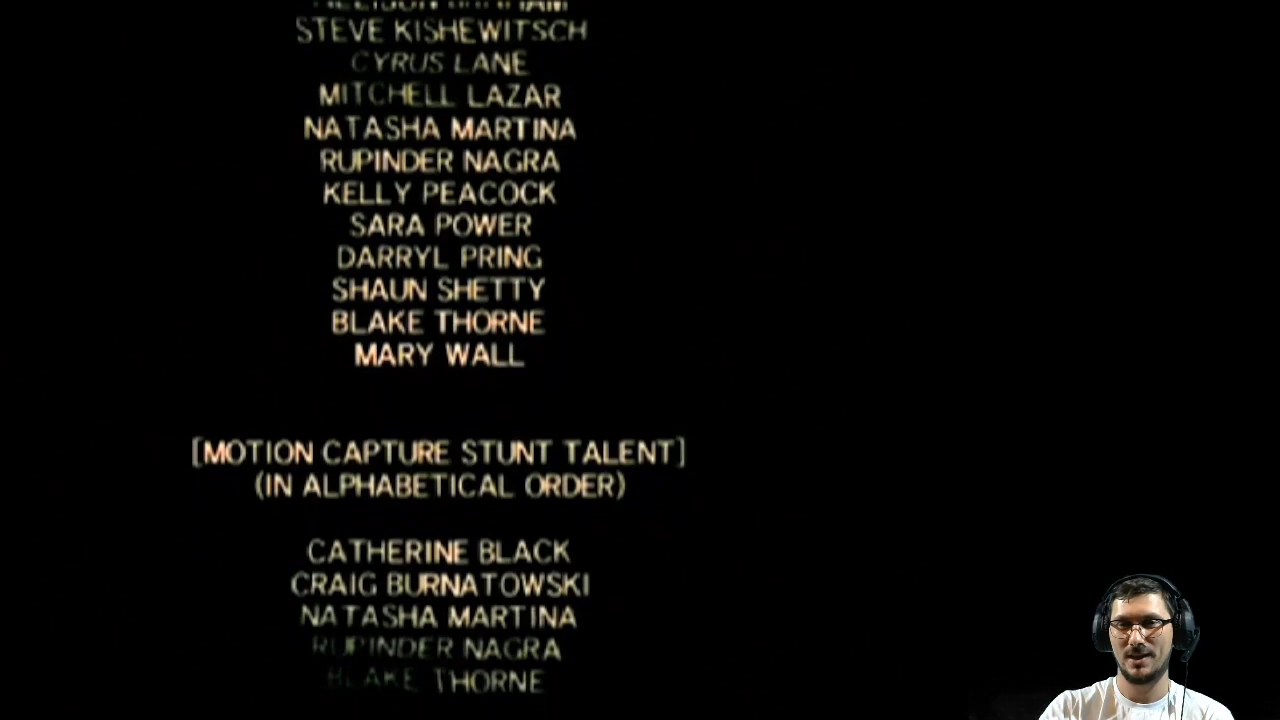 STEVE KISHEWITSCH
CYRUS LANE
MITCHELL LAZAR
NATASHA MARTINA
RUPINDER NAGRA
KELLY PEACOCK
SARA POWER
DARRYL PRING
SHAUN SHETTY
BLAKE THORNE
MARY WALL
[MOTION CAPTURE STUNT TALENT]
(IN ALPHABETICAL ORDER)
CATHERINE BLACK
CRAIG BURNATOWSKI
NATASHA MARTINA
RUPINDER NAGRA
BLAKE THORNE